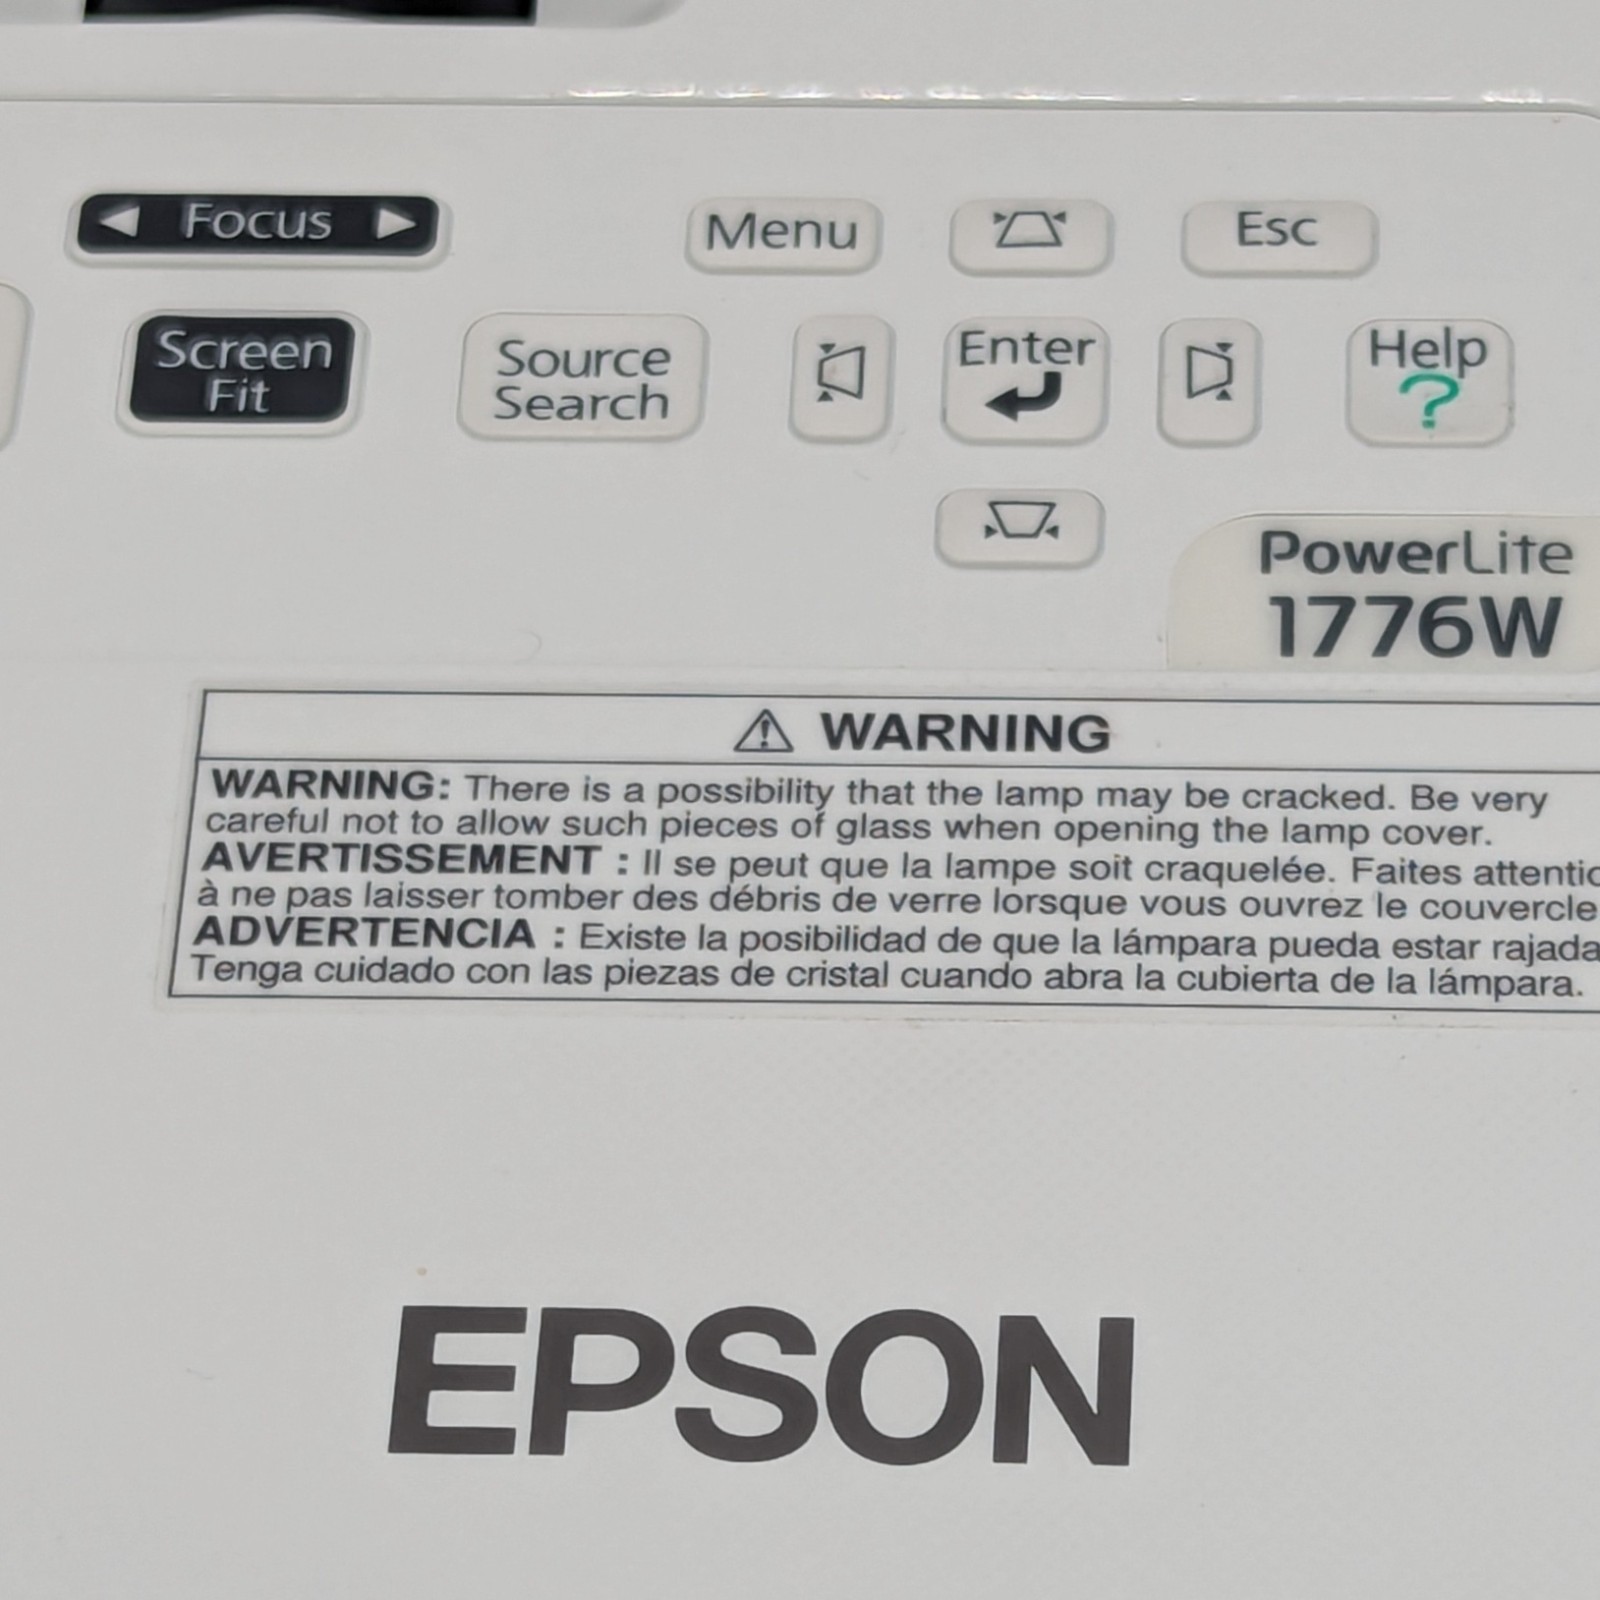 Focus
Menu
Esc
Screen
Fit
Source
Search
Enter
Help
?
PowerLite
1776W
WARNING
WARNING: There is a possibility that the lamp may be cracked. Be very
careful not to allow such pieces of glass when opening the lamp cover.
AVERTISSEMENT : Il se peut que la lampe soit craquelée. Faites
à ne pas laisser tomber des débris de verre lorsque vous ouvrez le couvercle
ADVERTENCIA : Existe la posibilidad de que la lámpara pueda estar rajada
Tenga cuidado con las piezas de cristal cuando abra la cubierta de la lámpara.
EPSON